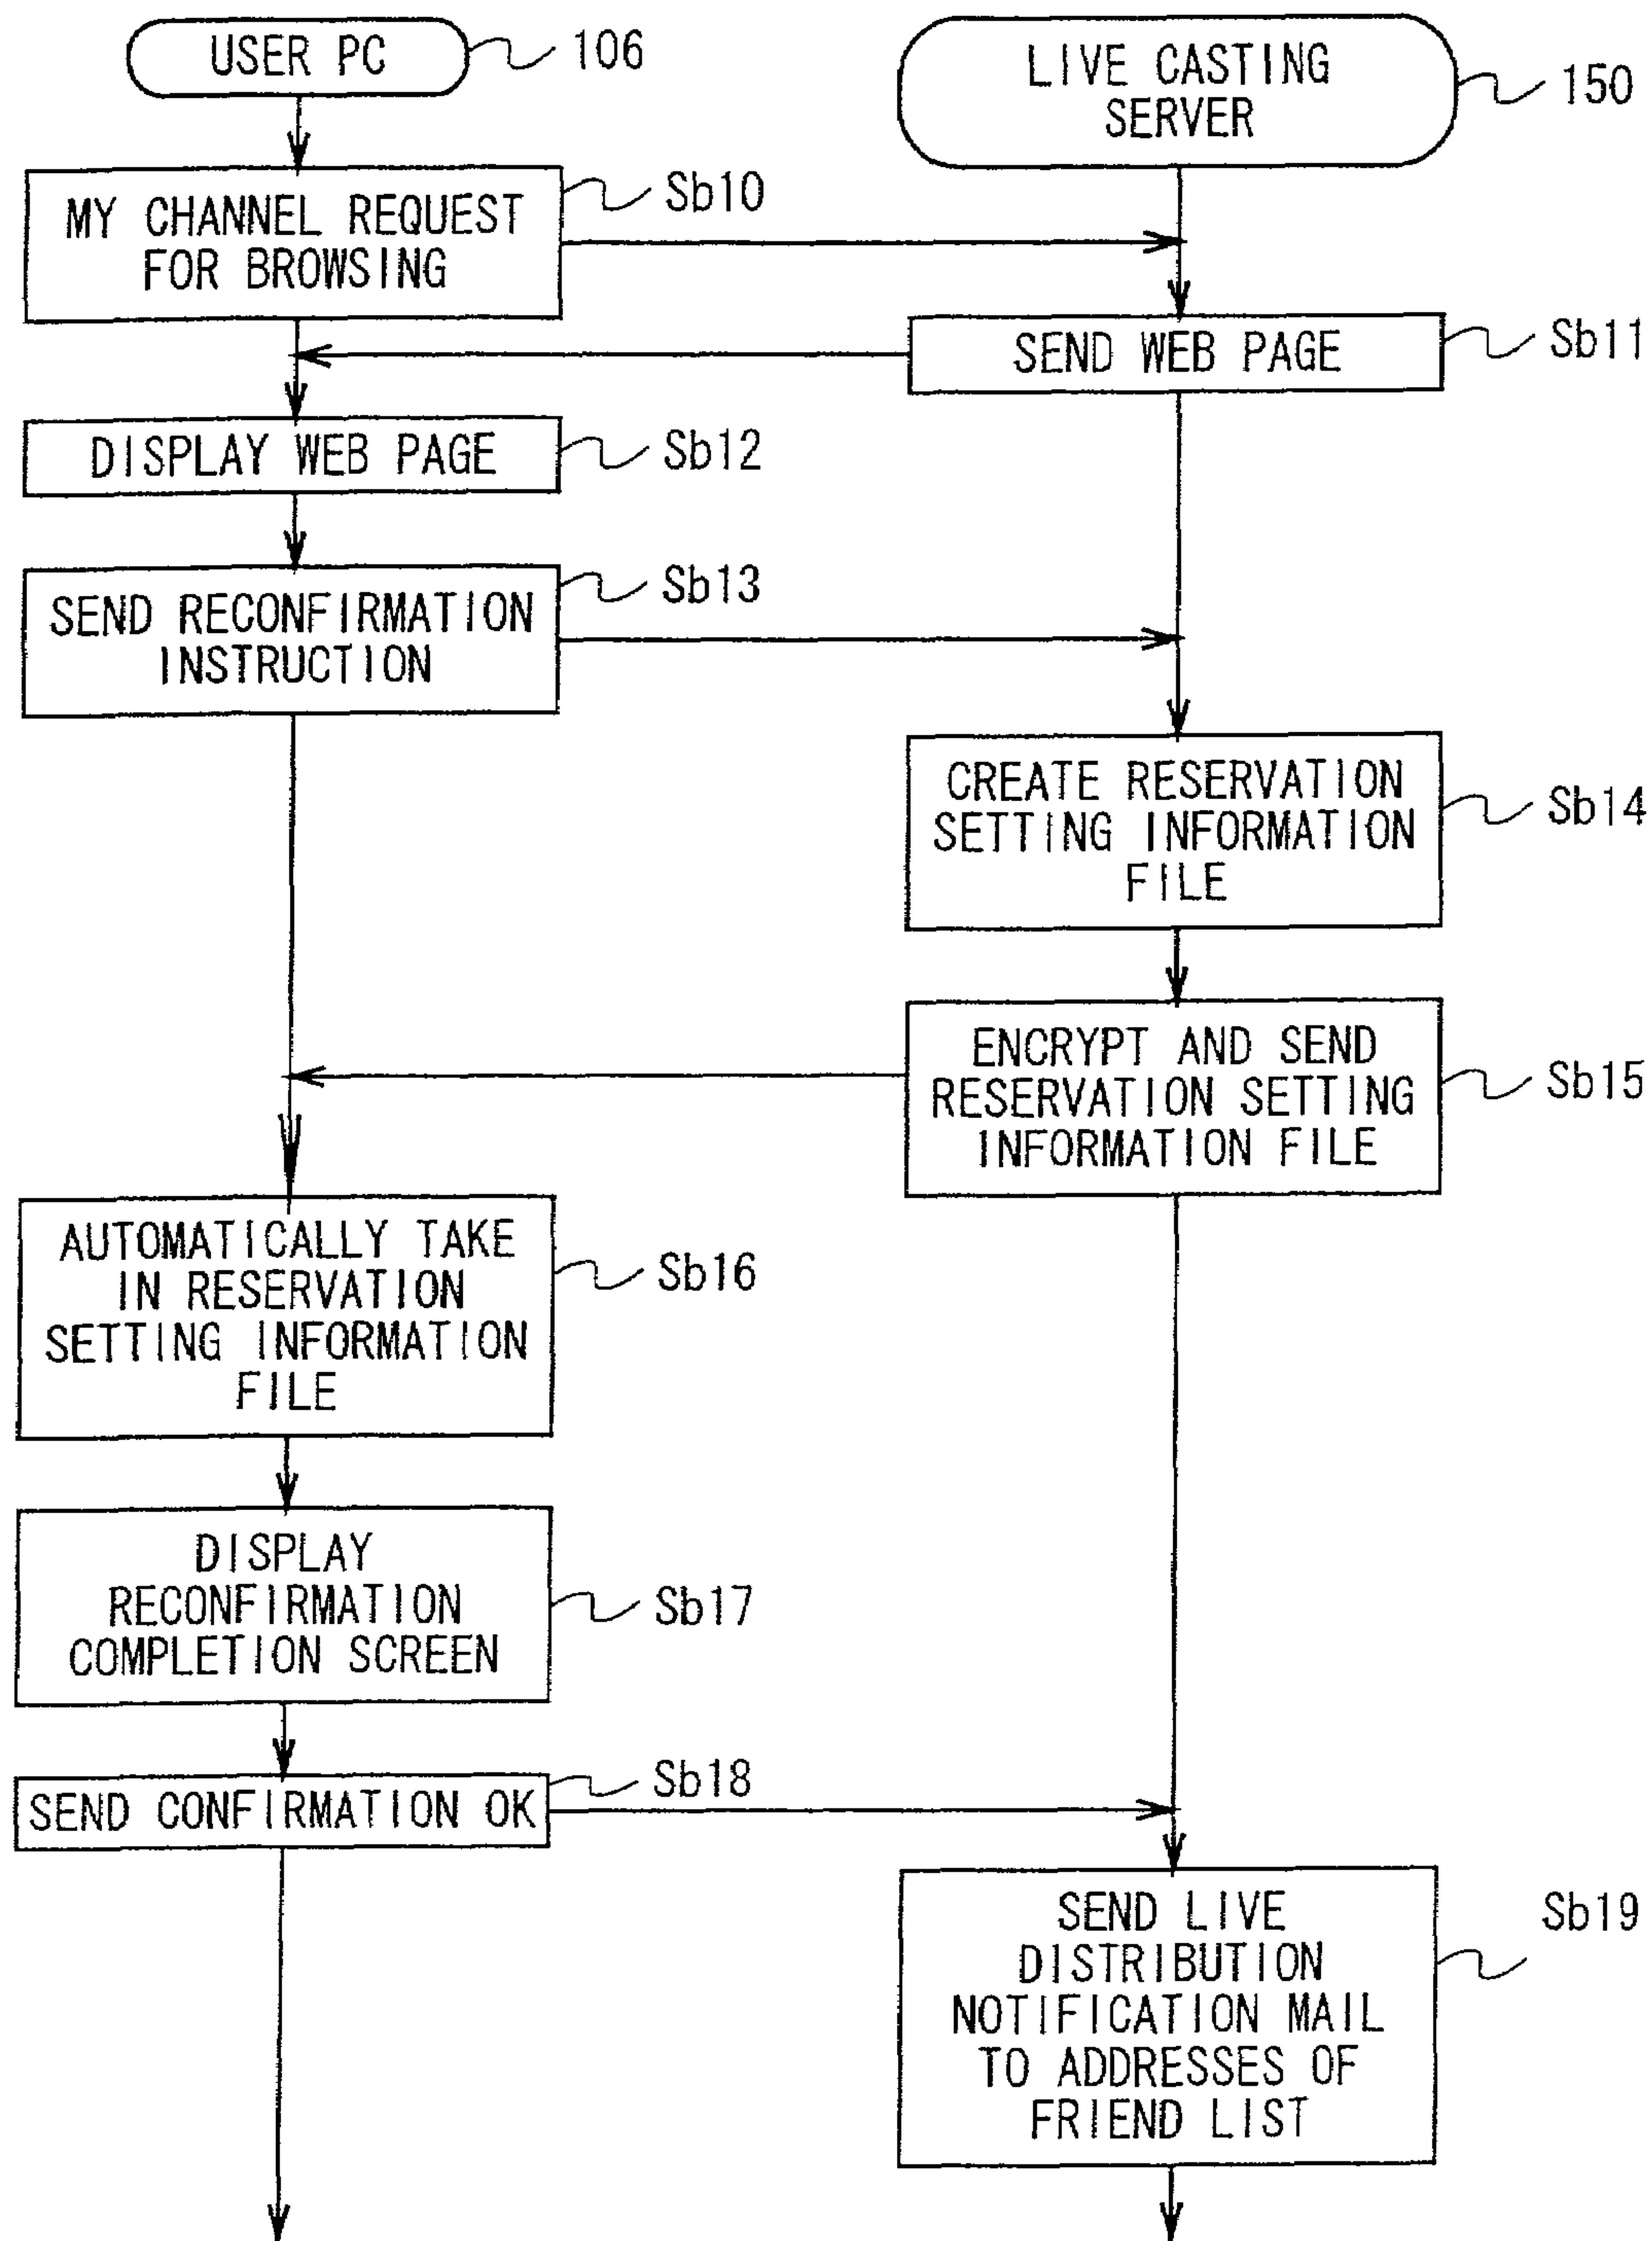 USER PC
106
LIVE CASTING
SERVER
150
MY CHANNEL REQUEST
FOR BROWSING
Sb10
SEND WEB PAGE
Sb11
DISPLAY WEB PAGE
Sb12
SEND RECONFIRMATION
INSTRUCTION
Sb13
CREATE RESERVATION
SETTING INFORMATION
FILE
Sb14
ENCRYPT AND SEND
RESERVATION SETTING
INFORMATION FILE
Sb15
AUTOMATICALLY TAKE
IN RESERVATION
SETTING INFORMATION
FILE
Sb16
DISPLAY
RECONFIRMATION
COMPLETION SCREEN
Sb17
SEND CONFIRMATION OK
Sb18
SEND LIVE
DISTRIBUTION
NOTIFICATION MAIL
TO ADDRESSES OF
FRIEND LIST
Sb19